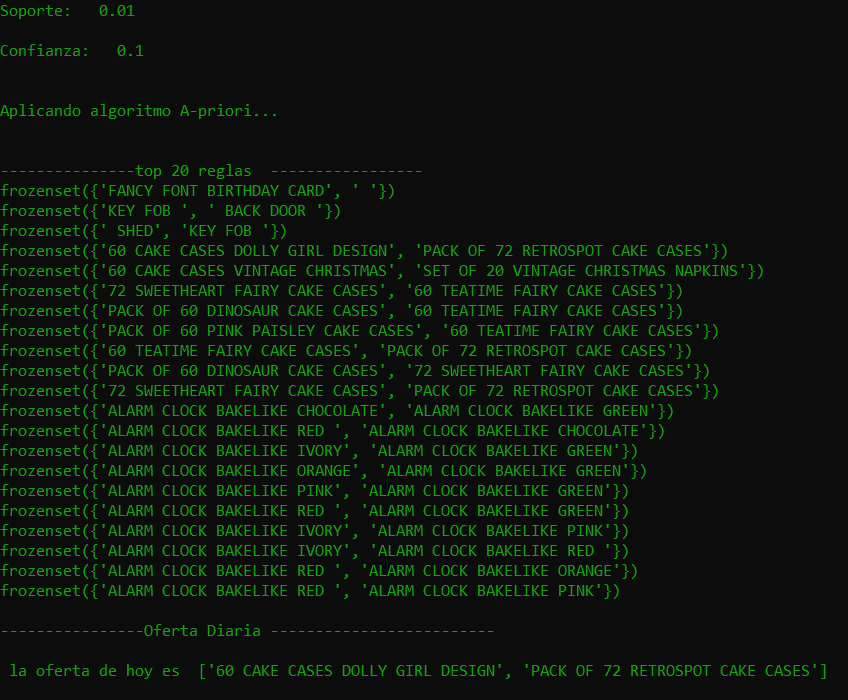 Soporte:   0.01
Confianza:   0.1
Aplicando algoritmo A-priori...
---------------top 20 reglas  -----------------
frozenset({'FANCY FONT BIRTHDAY CARD', ' '})
frozenset({'KEY FOB ', ' BACK DOOR '})
frozenset({' SHED', 'KEY FOB '})
frozenset({'60 CAKE CASES DOLLY GIRL DESIGN', 'PACK OF 72 RETROSPOT CAKE CASES'})
frozenset({'60 CAKE CASES VINTAGE CHRISTMAS', 'SET OF 20 VINTAGE CHRISTMAS NAPKINS'})
frozenset({'72 SWEETHEART FAIRY CAKE CASES', '60 TEATIME FAIRY CAKE CASES'})
frozenset({'PACK OF 60 DINOSAUR CAKE CASES', '60 TEATIME FAIRY CAKE CASES'})
frozenset({'PACK OF 60 PINK PAISLEY CAKE CASES', '60 TEATIME FAIRY CAKE CASES'})
frozenset({'60 TEATIME FAIRY CAKE CASES', 'PACK OF 72 RETROSPOT CAKE CASES'})
frozenset({'PACK OF 60 DINOSAUR CAKE CASES', '72 SWEETHEART FAIRY CAKE CASES'})
frozenset({'72 SWEETHEART FAIRY CAKE CASES', 'PACK OF 72 RETROSPOT CAKE CASES'})
frozenset({'ALARM CLOCK BAKELIKE CHOCOLATE', 'ALARM CLOCK BAKELIKE GREEN'})
frozenset({'ALARM CLOCK BAKELIKE RED ', 'ALARM CLOCK BAKELIKE CHOCOLATE'})
frozenset({'ALARM CLOCK BAKELIKE IVORY', 'ALARM CLOCK BAKELIKE GREEN'})
frozenset({'ALARM CLOCK BAKELIKE ORANGE', 'ALARM CLOCK BAKELIKE GREEN'})
frozenset({'ALARM CLOCK BAKELIKE PINK', 'ALARM CLOCK BAKELIKE GREEN'})
frozenset({'ALARM CLOCK BAKELIKE RED ', 'ALARM CLOCK BAKELIKE GREEN'})
frozenset({'ALARM CLOCK BAKELIKE IVORY', 'ALARM CLOCK BAKELIKE PINK'})
frozenset({'ALARM CLOCK BAKELIKE IVORY', 'ALARM CLOCK BAKELIKE RED '})
frozenset({'ALARM CLOCK BAKELIKE RED ', 'ALARM CLOCK BAKELIKE ORANGE'})
frozenset({'ALARM CLOCK BAKELIKE RED ', 'ALARM CLOCK BAKELIKE PINK'})
----------------Oferta Diaria -------------------------
la oferta de hoy es  ['60 CAKE CASES DOLLY GIRL DESIGN', 'PACK OF 72 RETROSPOT CAKE CASES']